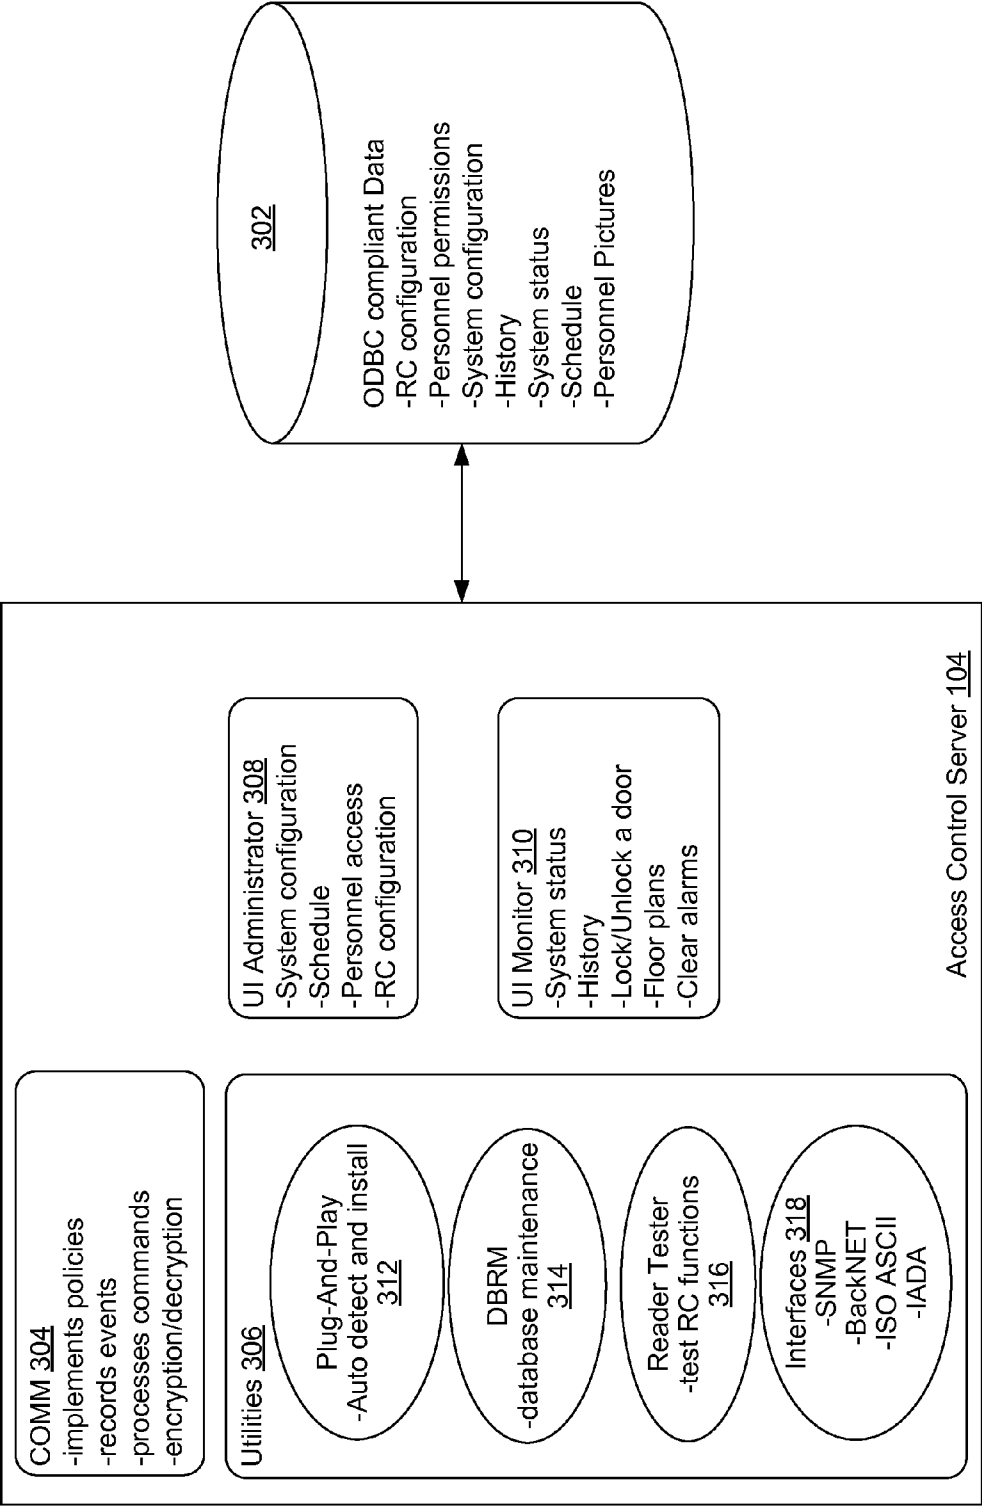 COMM 304
-implements policies
-records events
-processes commands
-encryption/decryption
Utilities 306
Plug-And-Play
-Auto detect and install
312
DBRM
-database maintenance
314
Reader Tester
-test RC functions
316
Interfaces 318
-SNMP
-BackNET
-ISO ASCII
-IADA
UI Administrator 308
-System configuration
-Schedule
-Personnel access
-RC configuration
UI Monitor 310
-System status
-History
-Lock/Unlock a door
-Floor plans
-Clear alarms
Access Control Server 104
302
ODBC compliant Data
-RC configuration
-Personnel permissions
-System configuration
-History
-System status
-Schedule
-Personnel Pictures